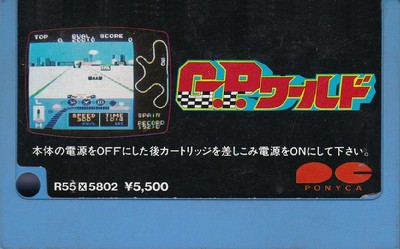 TOP DUAL SCORE
SPEED TIME SPAIN
RECORD
G.P.ワールド
本体の電源をOFFにした後カートリッジを差しこみ電源をONにして下さい。
R55X5802 ¥5,500
PONYCA